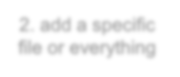 2. add a specific
file or everything